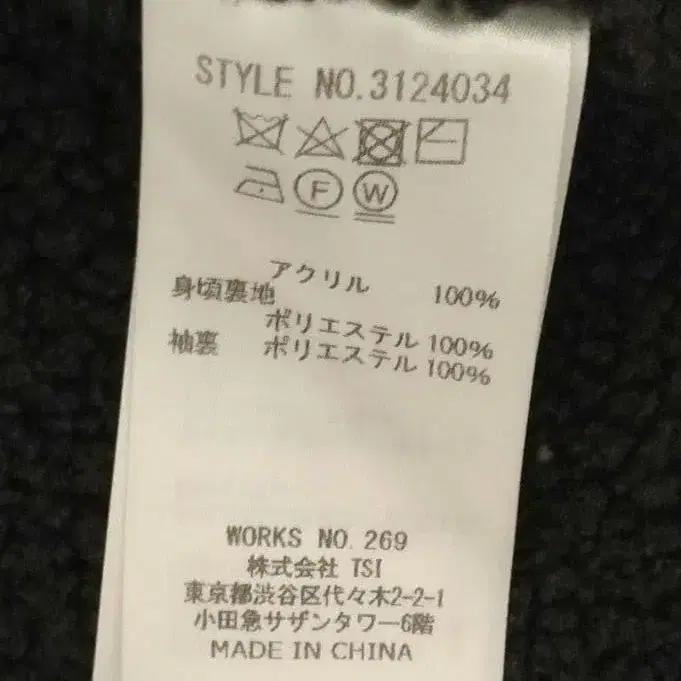 STYLE NO.3124034
F W
アクリル 100%
身頃裏地
ポリエステル 100%
袖裏 ポリエステル 100%
WORKS NO. 269
株式会社 TSI
東京都渋谷区代々木2-2-1
小田急サザンタワー6階
MADE IN CHINA